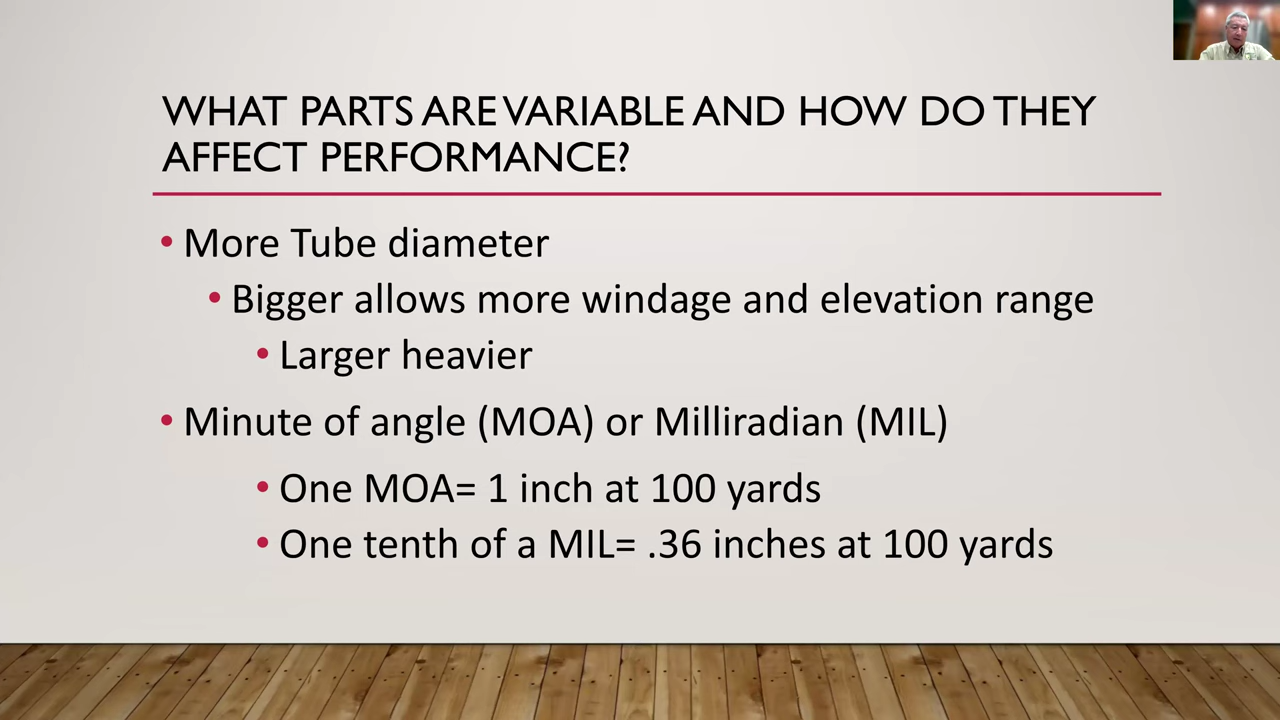 WHAT PARTS ARE VARIABLE AND HOW DO THEY
AFFECT PERFORMANCE?
• More Tube diameter
• Bigger allows more windage and elevation range
• Larger heavier
• Minute of angle (MOA) or Milliradian (MIL)
• One MOA= 1 inch at 100 yards
• One tenth of a MIL= .36 inches at 100 yards